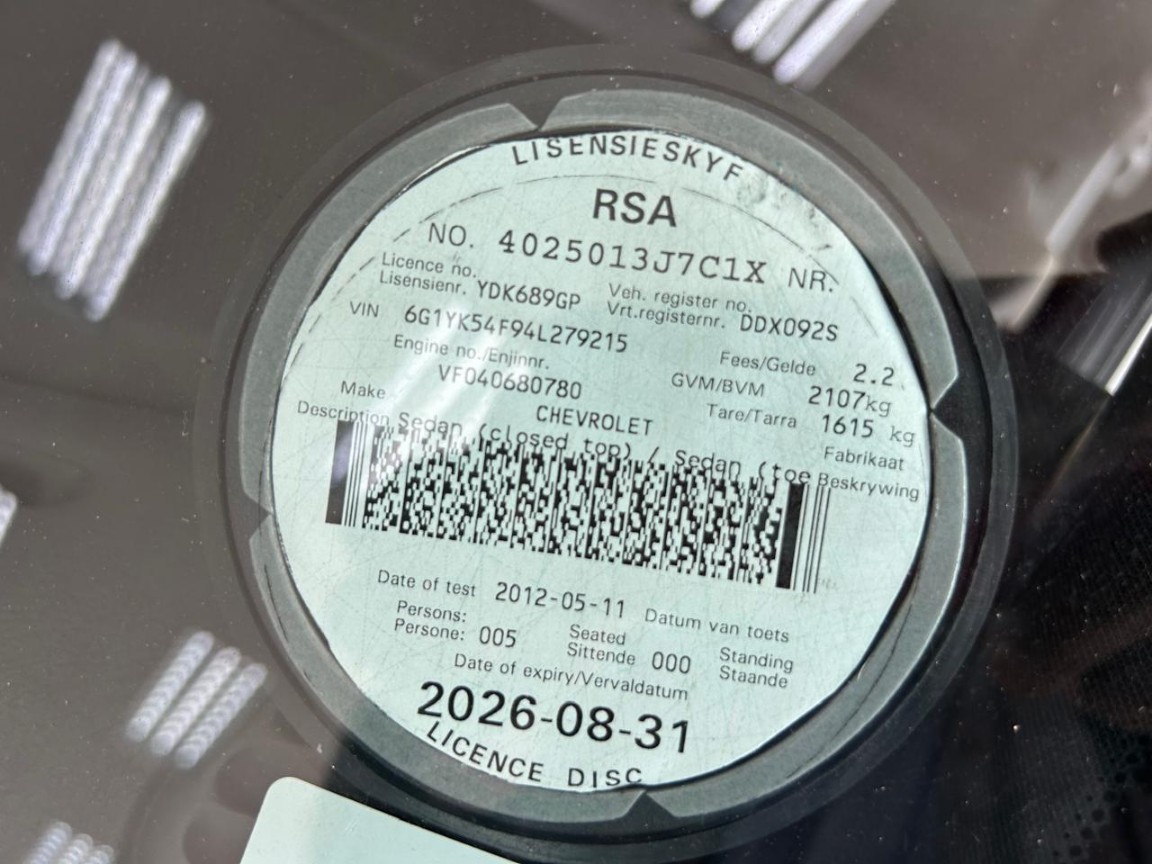 LISENSIESKYF
RSA
NO. 4025013J7C1X NR.
Licence no.
Lisensienr. YDK689GP
Veh. register no.
Vrt.registernr. DDX092S
VIN 6G1YK54F94L279215
Engine no./Enjinnr.
VF040680780
Fees/Gelde 2.2
GVM/BVM 2107kg
Tare/Tarra 1615 kg
Make CHEVROLET Fabrikaat
Description Sedan (closed top) / Sedan (toe Beskrywing
Date of test 2012-05-11 Datum van toets
Persons:
Persone: 005
Seated
Sittende 000
Standing
Staande
Date of expiry/Vervaldatum
2026-08-31
LICENCE DISC